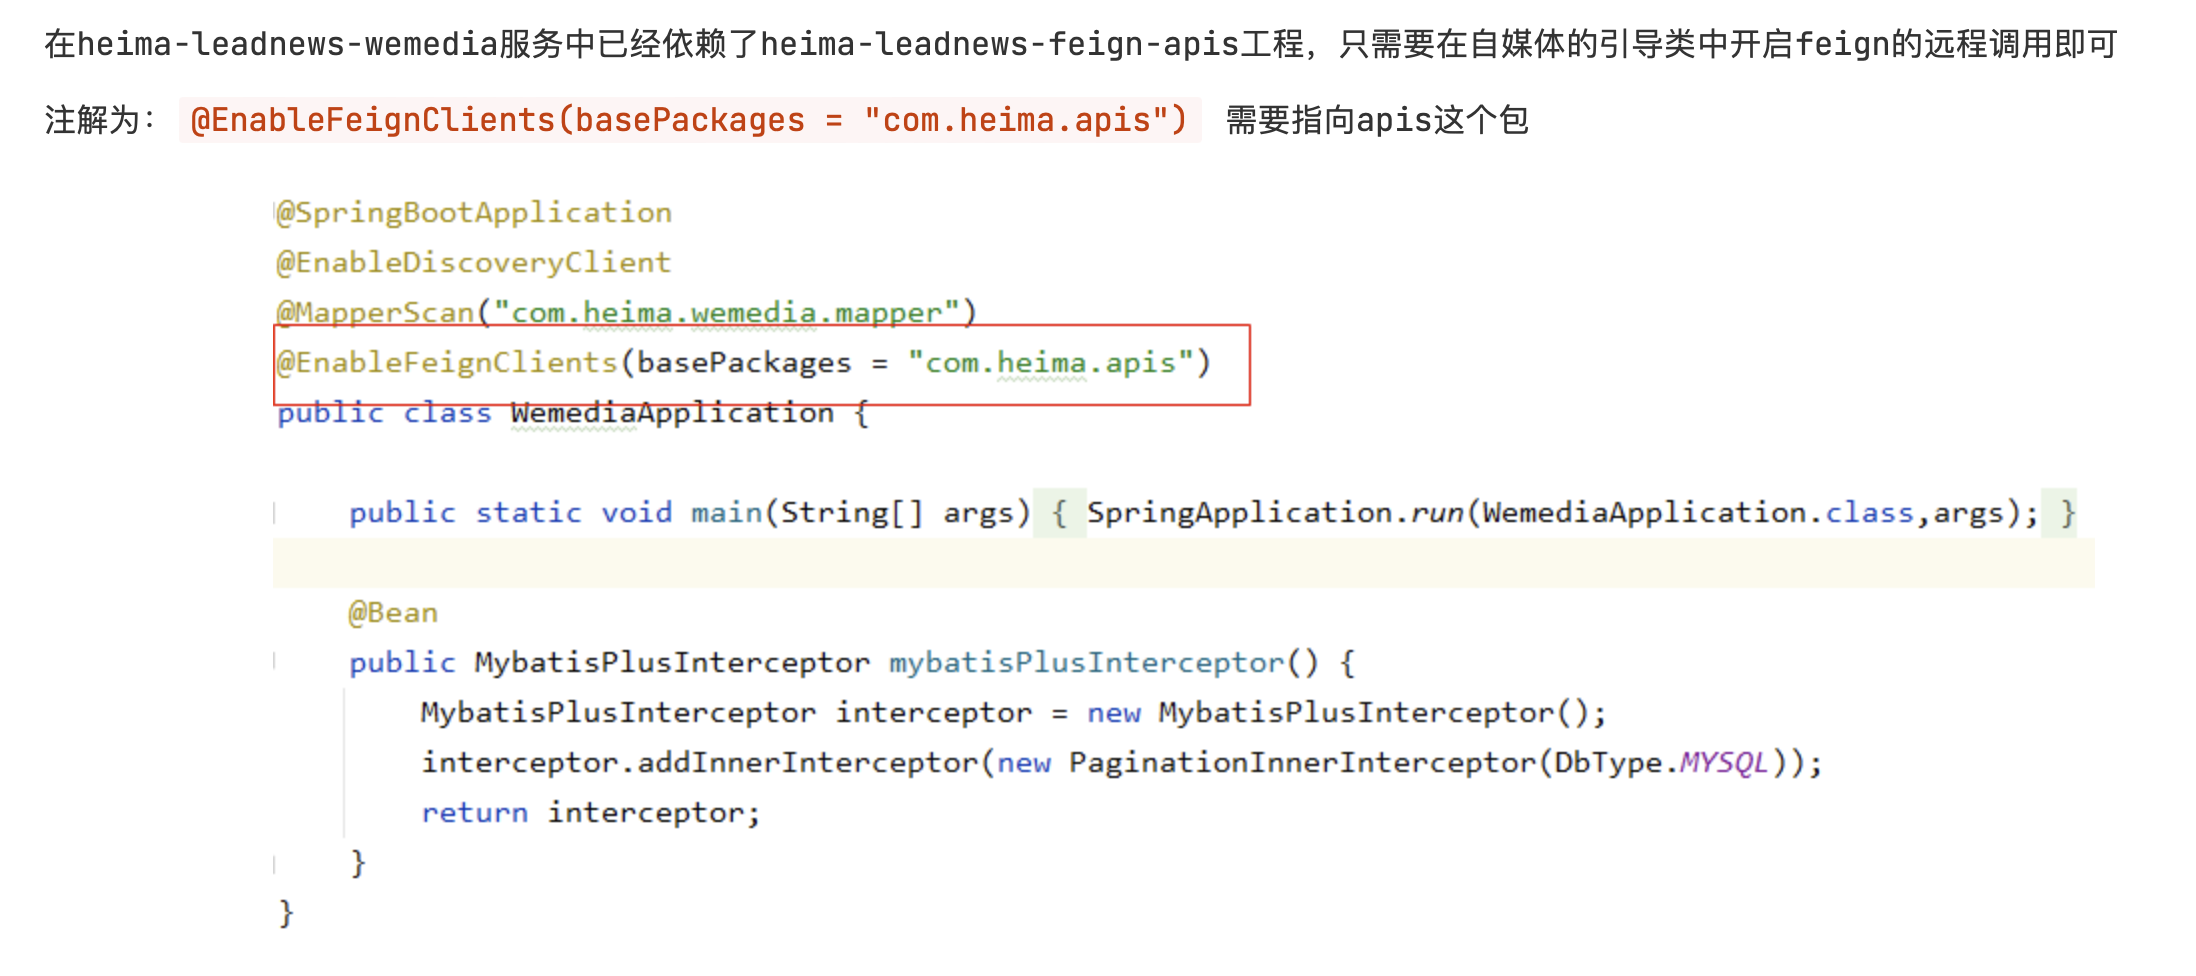 在heima-leadnews-wemedia服务中已经依赖了heima-leadnews-feign-apis工程，只需要在自媒体的引导类中开启feign的远程调用即可
注解为： @EnableFeignClients(basePackages = "com.heima.apis") 需要指向apis这个包
@SpringBootApplication
@EnableDiscoveryClient
@MapperScan("com.heima.wemedia.mapper")
@EnableFeignClients(basePackages = "com.heima.apis")
public class WemediaApplication {
public static void main(String[] args) { SpringApplication.run(WemediaApplication.class,args); }
@Bean
public MybatisPlusInterceptor mybatisPlusInterceptor() {
MybatisPlusInterceptor interceptor = new MybatisPlusInterceptor();
interceptor.addInnerInterceptor(new PaginationInnerInterceptor(DbType.MYSQL));
return interceptor;
}
}